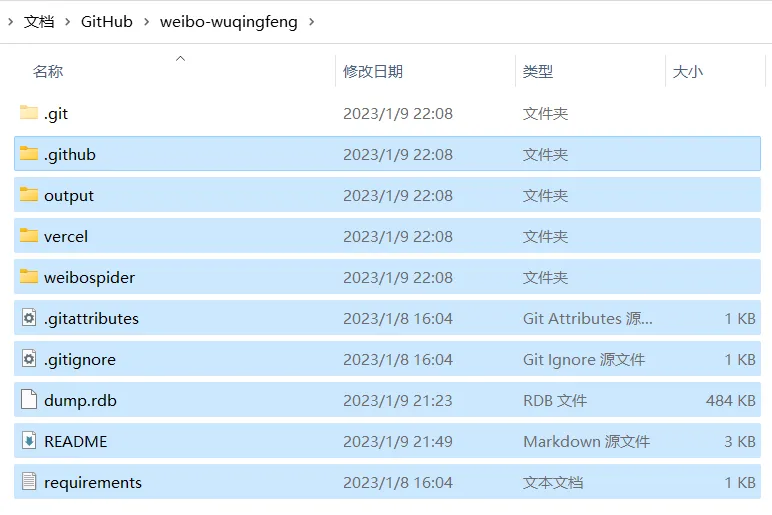 文档 GitHub weibo-wuqingfeng
名称 修改日期 类型 大小
.git 2023/1/9 22:08 文件夹
.github 2023/1/9 22:08 文件夹
output 2023/1/9 22:08 文件夹
vercel 2023/1/9 22:08 文件夹
weibospider 2023/1/9 22:08 文件夹
.gitattributes 2023/1/8 16:04 Git Attributes 源... 1 KB
.gitignore 2023/1/8 16:04 Git Ignore 源文件 1 KB
dump.rdb 2023/1/9 21:23 RDB 文件 484 KB
README 2023/1/9 21:49 Markdown 源文件 3 KB
requirements 2023/1/8 16:04 文本文档 1 KB